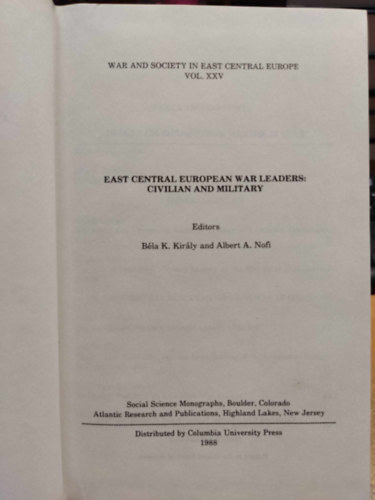 WAR AND SOCIETY IN EAST CENTRAL EUROPE
VOL. XXV
EAST CENTRAL EUROPEAN WAR LEADERS:
CIVILIAN AND MILITARY
Editors
Béla K. Király and Albert A. Nofi
Social Science Monographs, Boulder, Colorado
Atlantic Research and Publications, Highland Lakes, New Jersey
Distributed by Columbia University Press
1988